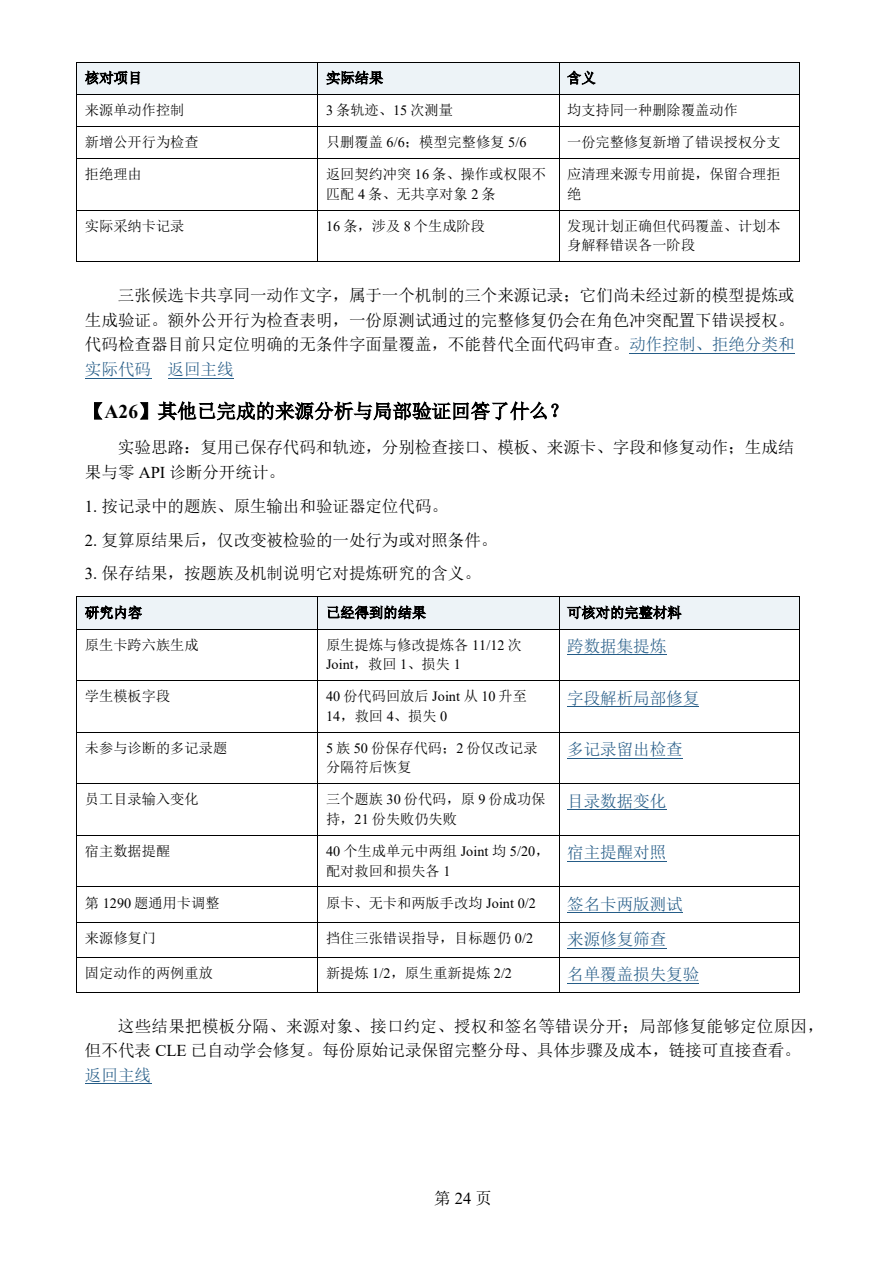 核对项目 实际结果 含义
来源单动作控制 3 条轨迹、15 次测量 均支持同一种删除覆盖动作
新增公开行为检查 只删覆盖 6/6；模型完整修复 5/6 一份完整修复新增了错误授权分支
拒绝理由 返回契约冲突 16 条、操作或权限不 应清理来源专用前提，保留合理拒
匹配 4 条、无共享对象 2 条 绝
实际采纳卡记录 16 条，涉及 8 个生成阶段 发现计划正确但代码覆盖、计划本
身解释错误各一阶段
三张候选卡共享同一动作文字，属于一个机制的三个来源记录；它们尚未经过新的模型提炼或
生成验证。额外公开行为检查表明，一份原测试通过的完整修复仍会在角色冲突配置下错误授权。
代码检查器目前只定位明确的无条件字面量覆盖，不能替代全面代码审查。动作控制、拒绝分类和
实际代码 返回主线
【A26】其他已完成的来源分析与局部验证回答了什么？
实验思路：复用已保存代码和轨迹，分别检查接口、模板、来源卡、字段和修复动作；生成结
果与零 API 诊断分开统计。
1. 按记录中的题族、原生输出和验证器定位代码。
2. 复算原结果后，仅改变被检验的一处行为或对照条件。
3. 保存结果，按题族及机制说明它对提炼研究的含义。
研究内容 已经得到的结果 可核对的完整材料
原生卡跨六族生成 原生提炼与修改提炼各 11/12 次 跨数据集提炼
Joint，救回 1、损失 1
学生模板字段 40 份代码回放后 Joint 从 10 升至 字段解析局部修复
14，救回 4、损失 0
未参与诊断的多记录题 5 族 50 份保存代码；2 份仅改记录 多记录留出检查
分隔符后恢复
员工目录输入变化 三个题族 30 份代码，原 9 份成功保 目录数据变化
持，21 份失败仍失败
宿主数据提醒 40 个生成单元中两组 Joint 均 5/20， 宿主提醒对照
配对救回和损失各 1
第 1290 题通用卡调整 原卡、无卡和两版手改均 Joint 0/2 签名卡两版测试
来源修复门 挡住三张错误指导，目标题仍 0/2 来源修复筛查
固定动作的两例重放 新提炼 1/2，原生重新提炼 2/2 名单覆盖损失复验
这些结果把模板分隔、来源对象、接口约定、授权和签名等错误分开；局部修复能够定位原因，
但不代表 CLE 已自动学会修复。每份原始记录保留完整分母、具体步骤及成本，链接可直接查看。
返回主线
第 24 页